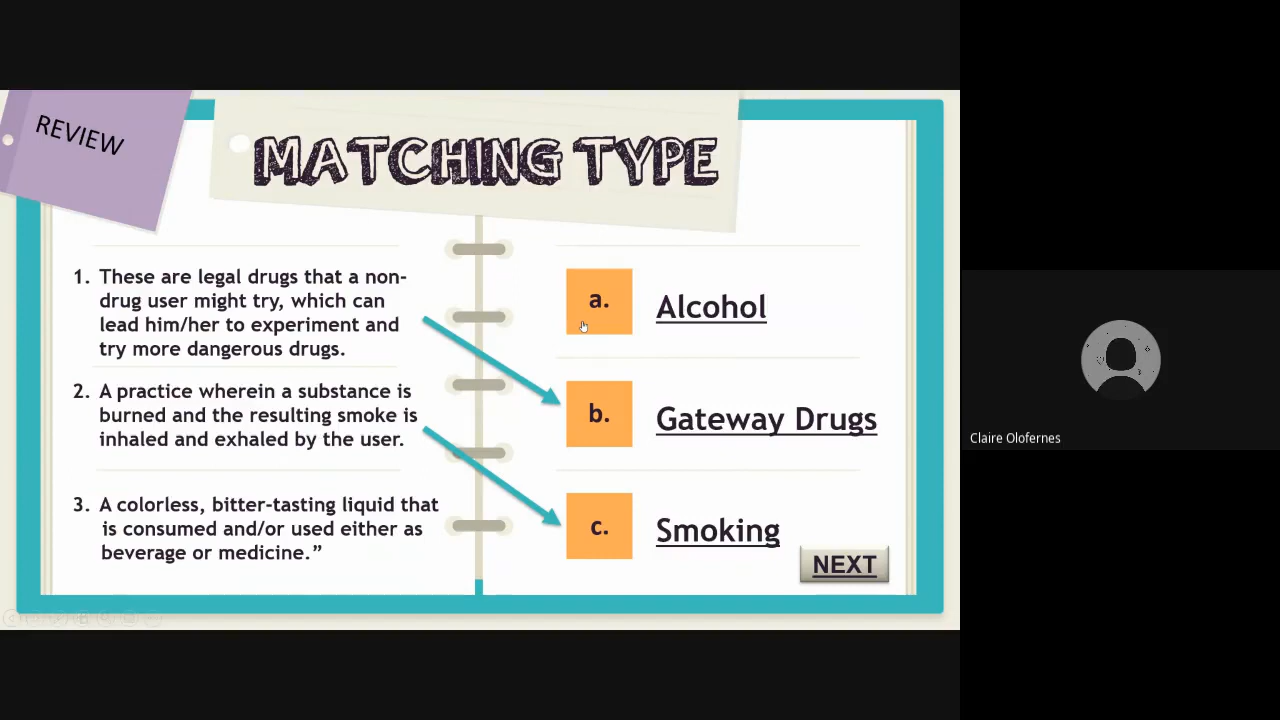 REVIEW
MATCHING TYPE
1. These are legal drugs that a non-
drug user might try, which can
lead him/her to experiment and
try more dangerous drugs.
2. A practice wherein a substance is
burned and the resulting smoke is
inhaled and exhaled by the user.
3. A colorless, bitter-tasting liquid that
is consumed and/or used either as
beverage or medicine.”
a. Alcohol
b. Gateway Drugs
c. Smoking
NEXT
Claire Olofernes